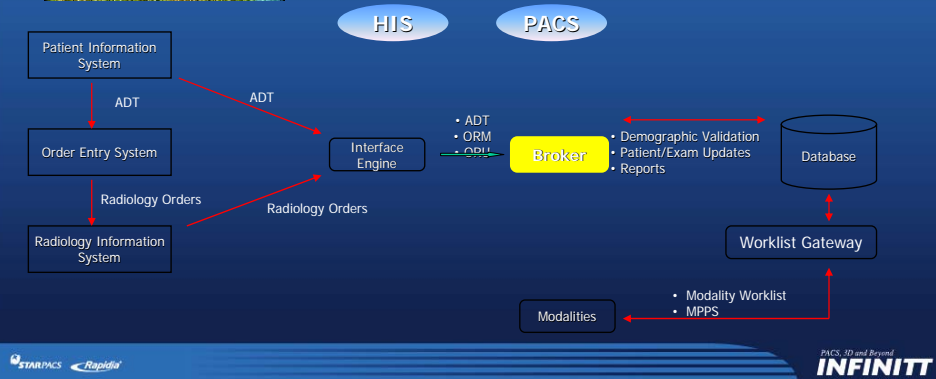 HIS
PACS
Patient Information
System
ADT
ADT
Order Entry System
Radiology Orders
Radiology Orders
Radiology Information
System
Interface
Engine
• ADT
• ORM
• ORU
Broker
• Demographic Validation
• Patient/Exam Updates
• Reports
Database
Worklist Gateway
• Modality Worklist
• MPPS
Modalities
STARPACS Rapidia
PACS, 3D and Beyond
INFINITT